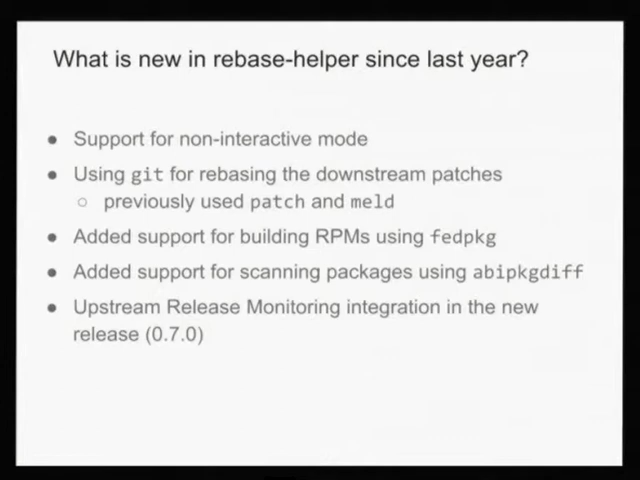 What is new in rebase-helper since last year?
● Support for non-interactive mode
● Using git for rebasing the downstream patches
○ previously used patch and meld
● Added support for building RPMs using fedpkg
● Added support for scanning packages using abipkgdiff
● Upstream Release Monitoring integration in the new
release (0.7.0)